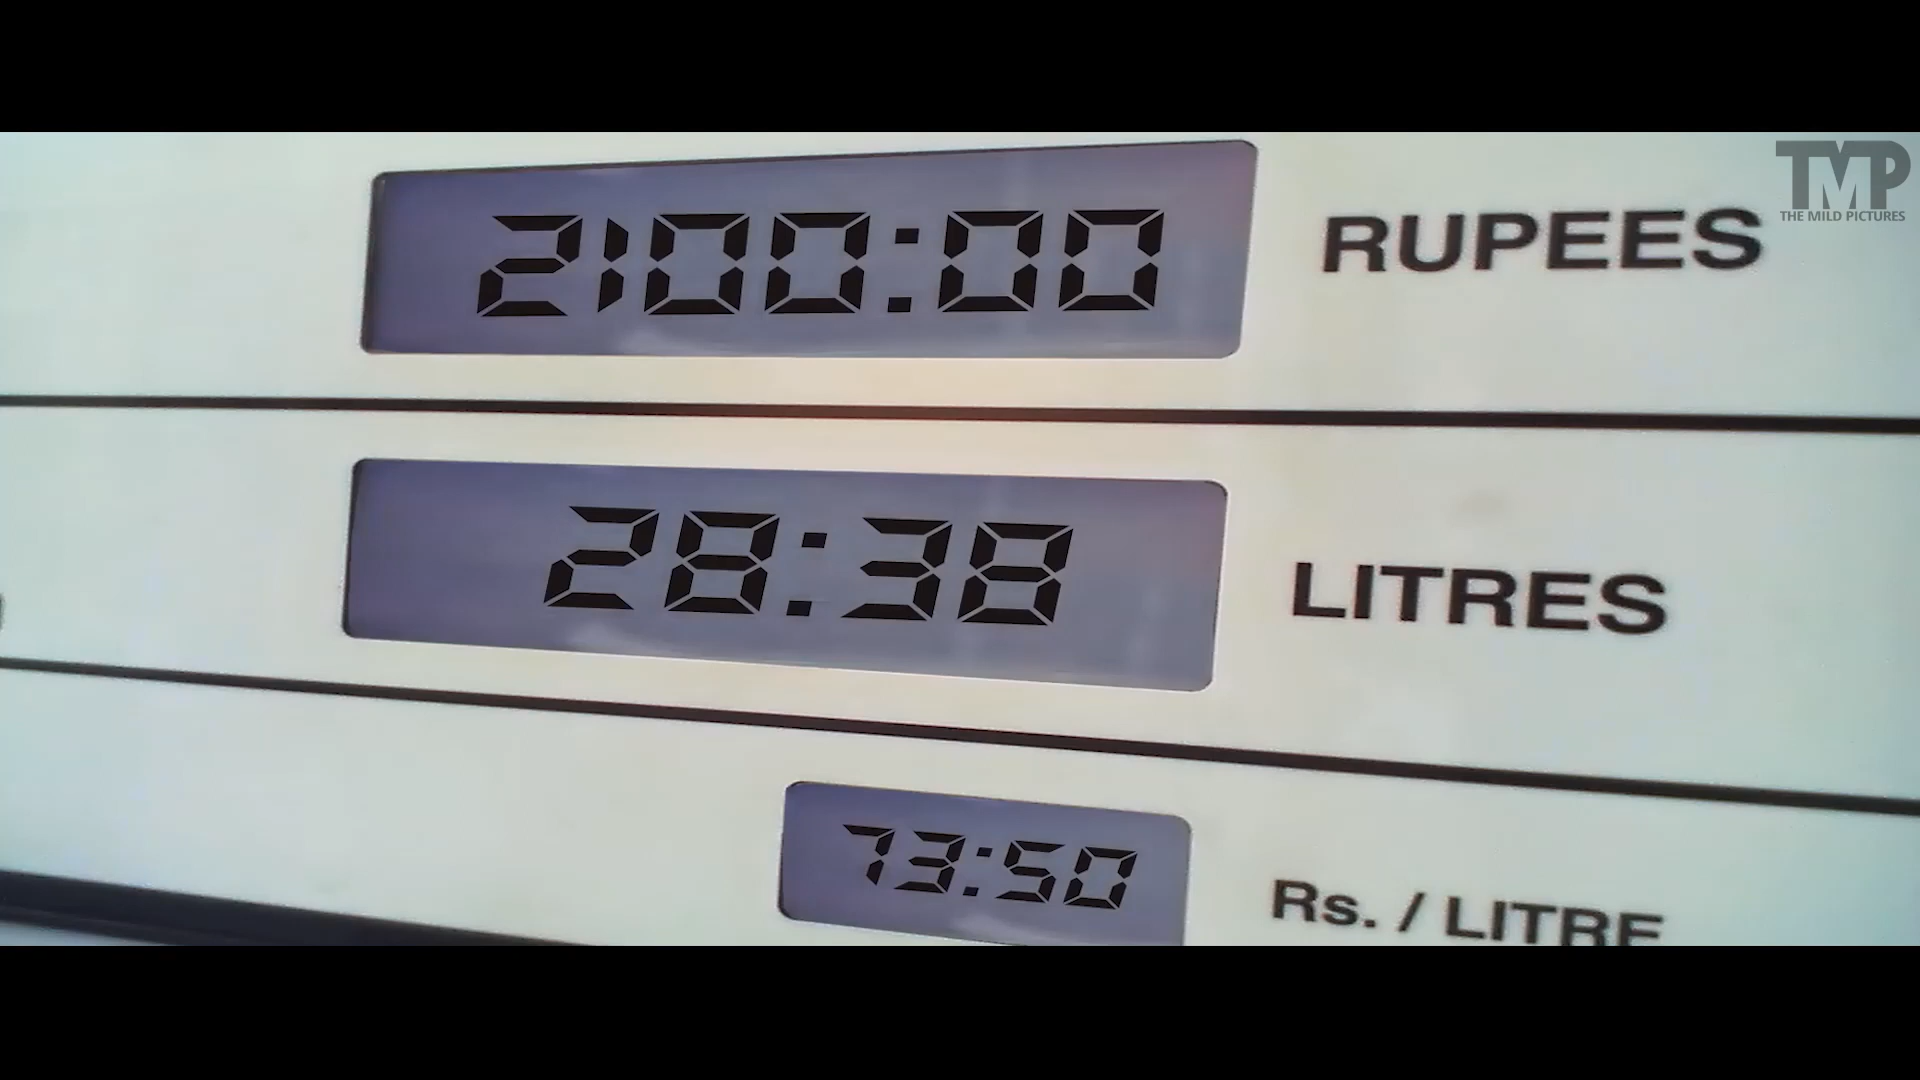 TMP
THE MILD PICTURES
2100:00 RUPEES
28:38 LITRES
73:50 Rs. / LITRE